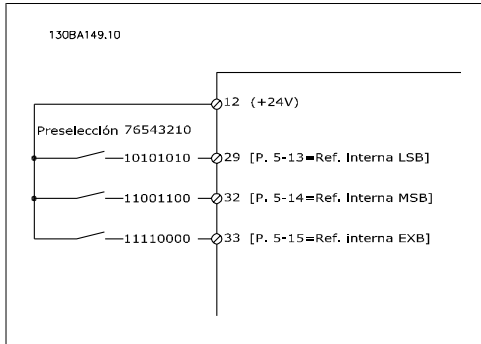 130BA149.10
12 (+24V)
Preselección 76543210
10101010 29 [P. 5-13=Ref. Interna LSB]
11001100 32 [P. 5-14=Ref. Interna MSB]
11110000 33 [P. 5-15=Ref. interna EXB]